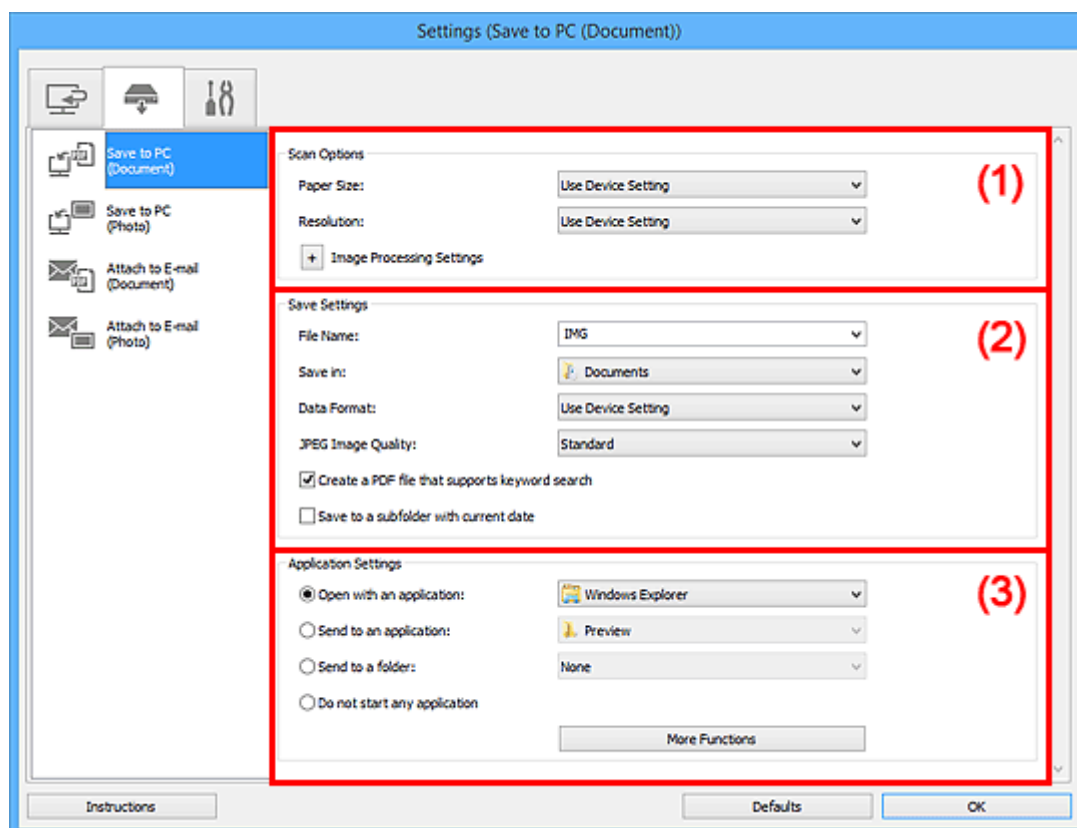 Settings (Save to PC (Document))
Save to PC
(Document)
Save to PC
(Photo)
Attach to E-mail
(Document)
Attach to E-mail
(Photo)
Scan Options
(1)
Paper Size: Use Device Setting
Resolution: Use Device Setting
+ Image Processing Settings
Save Settings
(2)
File Name: IMG
Save in: Documents
Data Format: Use Device Setting
JPEG Image Quality: Standard
Create a PDF file that supports keyword search
Save to a subfolder with current date
Application Settings
(3)
Open with an application: Windows Explorer
Send to an application: Preview
Send to a folder: None
Do not start any application
More Functions
Instructions Defaults OK